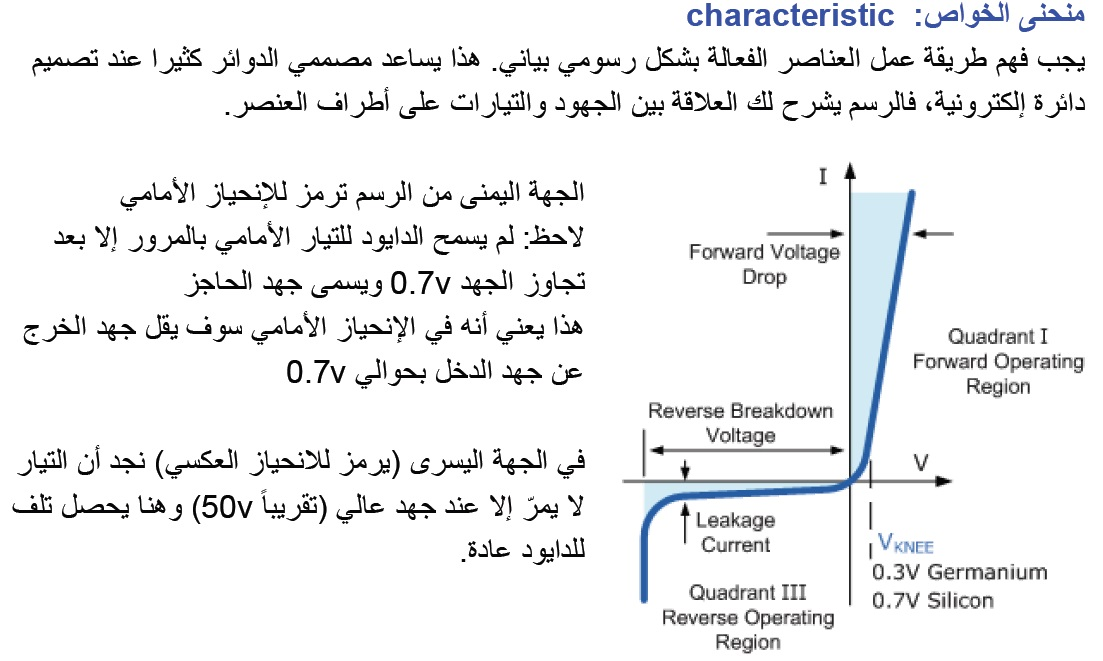 منحنى الخواص: characteristic
يجب فهم طريقة عمل العناصر الفعالة بشكل رسومي بياني. هذا يساعد مصممي الدوائر كثيرا عند تصميم
دائرة إلكترونية، فالرسم يشرح لك العلاقة بين الجهود والتيارات على أطراف العنصر.
الجهة اليمنى من الرسم ترمز للإنحياز الأمامي
لاحظ: لم يسمح الدايود للتيار الأمامي بالمرور إلا بعد
تجاوز الجهد 0.7v ويسمى جهد الحاجز
هذا يعني أنه في الإنحياز الأمامي سوف يقل جهد الخرج
عن جهد الدخل بحوالي 0.7v
في الجهة اليسرى (يرمز للانحياز العكسي) نجد أن التيار
لا يمرّ إلا عند جهد عالي (تقريباً 50v) وهنا يحصل تلف
للدايود عادة.
I
Forward Voltage
Drop
Quadrant I
Forward Operating
Region
Reverse Breakdown
Voltage
V
Leakage
Current
VKNEE
0.3V Germanium
0.7V Silicon
Quadrant III
Reverse Operating
Region